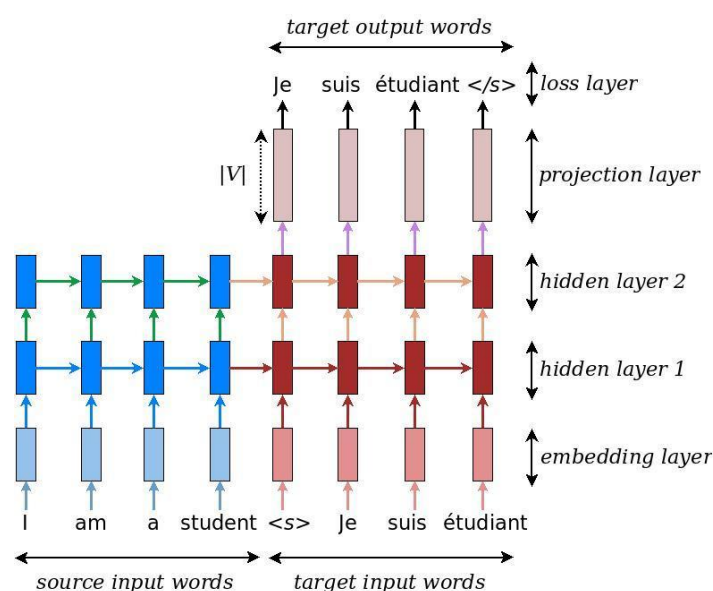 target output words
Je suis étudiant </s>
loss layer
|V|
projection layer
hidden layer 2
hidden layer 1
embedding layer
I am a student <s> Je suis étudiant
source input words
target input words